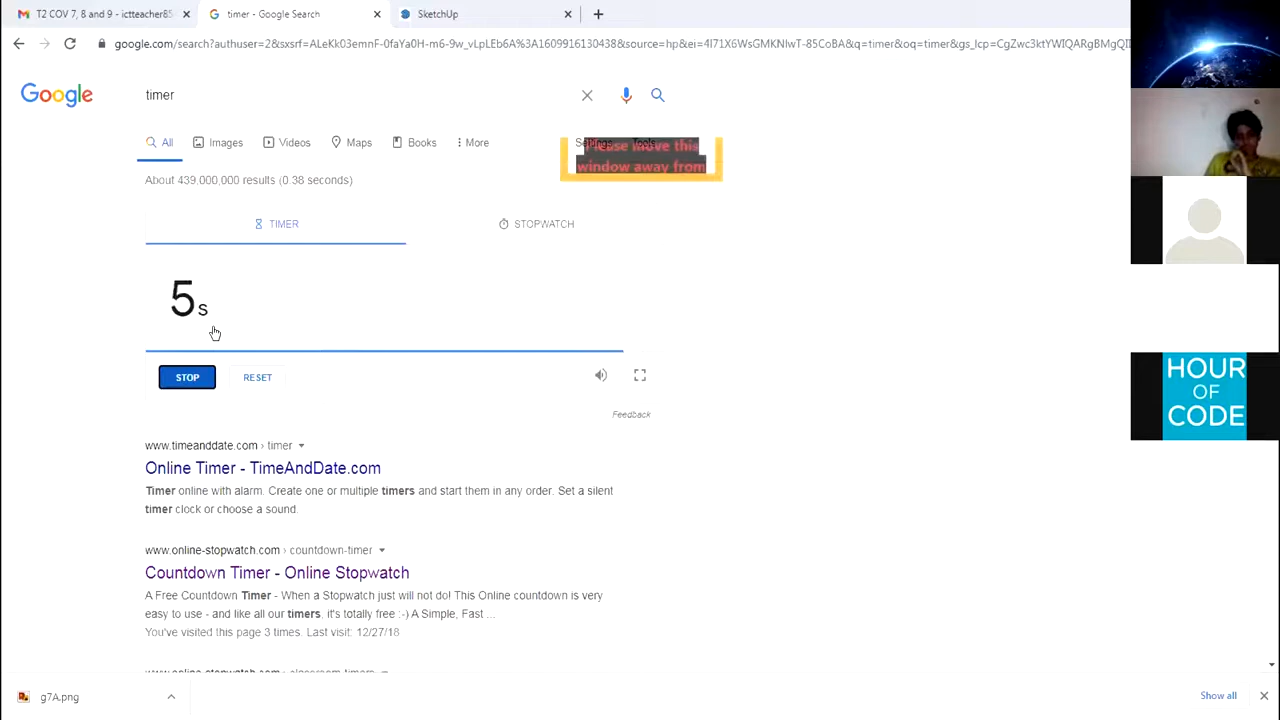 T2 COV 7, 8 and 9 - ictteacher85
timer - Google Search
SketchUp
google.com/search?authuser=2&sxsrf=ALeKk03emnF-0faYa0H-m6-9w_vLpLEb6A%3A1609916130438&source=hp&ei=4I71X6WsGMKNlwT-85CoBA&q=timer&oq=timer&gs_lcp=CgZwc3ktYWIQARgBMgQI
Google
timer
All
Images
Videos
Maps
Books
More
Settings
Tools
Please move this
window away from
About 439,000,000 results (0.38 seconds)
TIMER
STOPWATCH
5 s
STOP
RESET
Feedback
www.timeanddate.com › timer
Online Timer - TimeAndDate.com
Timer online with alarm. Create one or multiple timers and start them in any order. Set a silent
timer clock or choose a sound.
www.online-stopwatch.com › countdown-timer
Countdown Timer - Online Stopwatch
A Free Countdown Timer - When a Stopwatch just will not do! This Online countdown is very
easy to use - and like all our timers, it's totally free :-) A Simple, Fast ...
You've visited this page 3 times. Last visit: 12/27/18
HOUR
OF
CODE
g7A.png
Show all